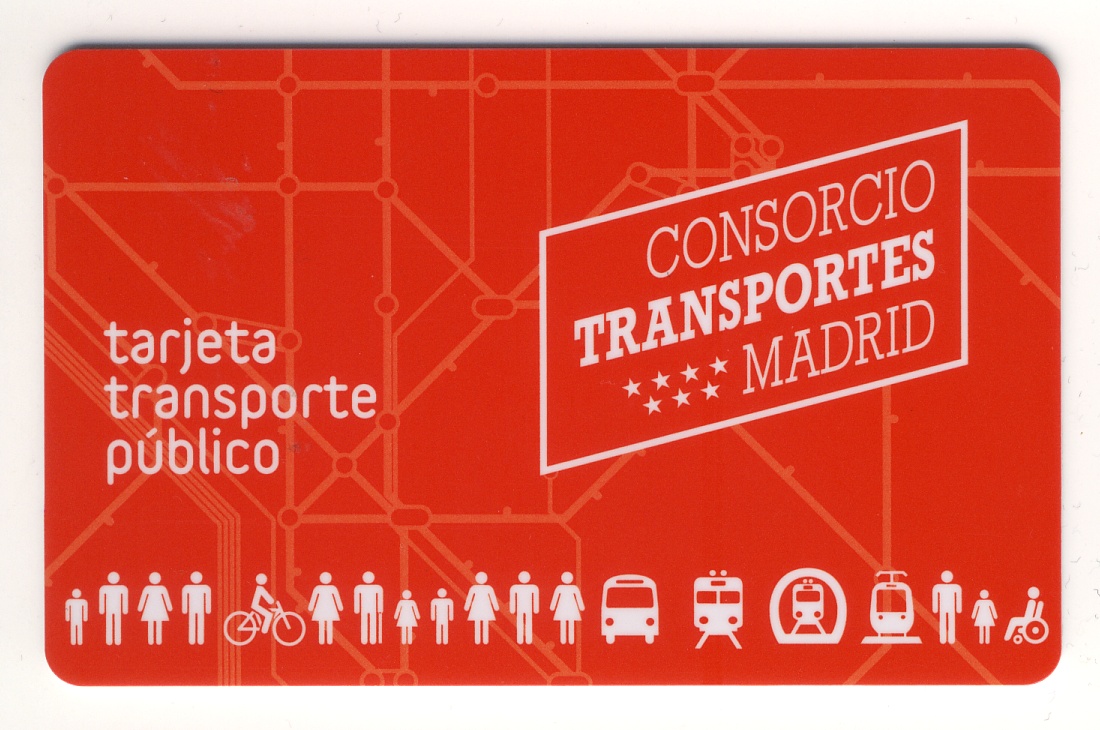 tarjeta
transporte
público
CONSORCIO
TRANSPORTES
MADRID